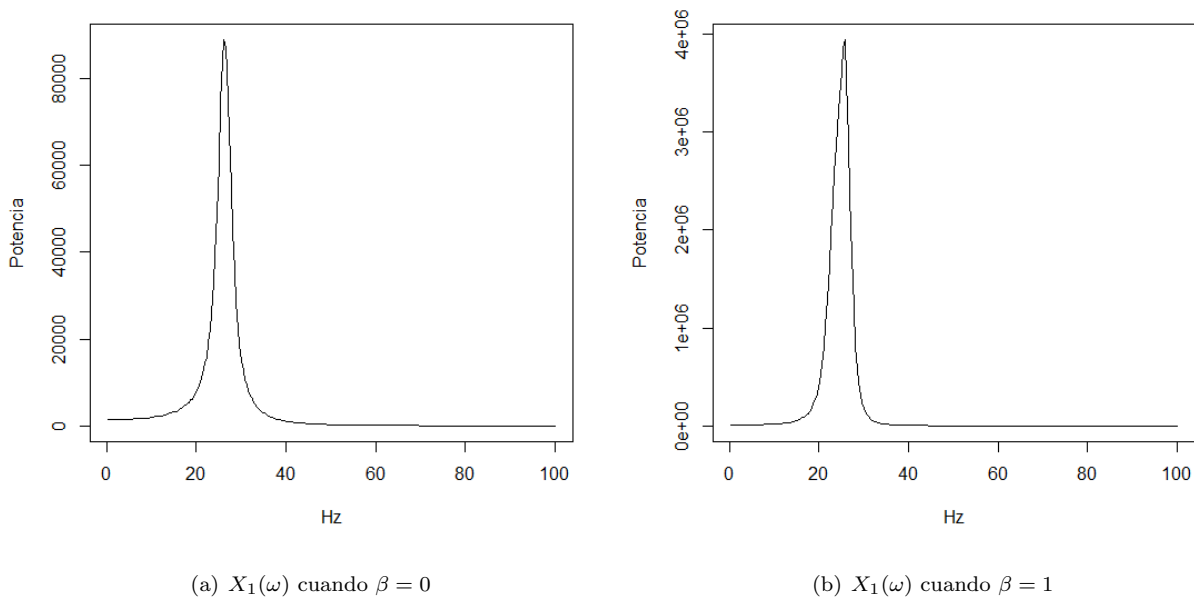 Potencia
80000
60000
40000
20000
0
0 20 40 60 80 100
Hz
(a) X₁(ω) cuando β = 0
Potencia
4e+06
3e+06
2e+06
1e+06
0e+00
0 20 40 60 80 100
Hz
(b) X₁(ω) cuando β = 1